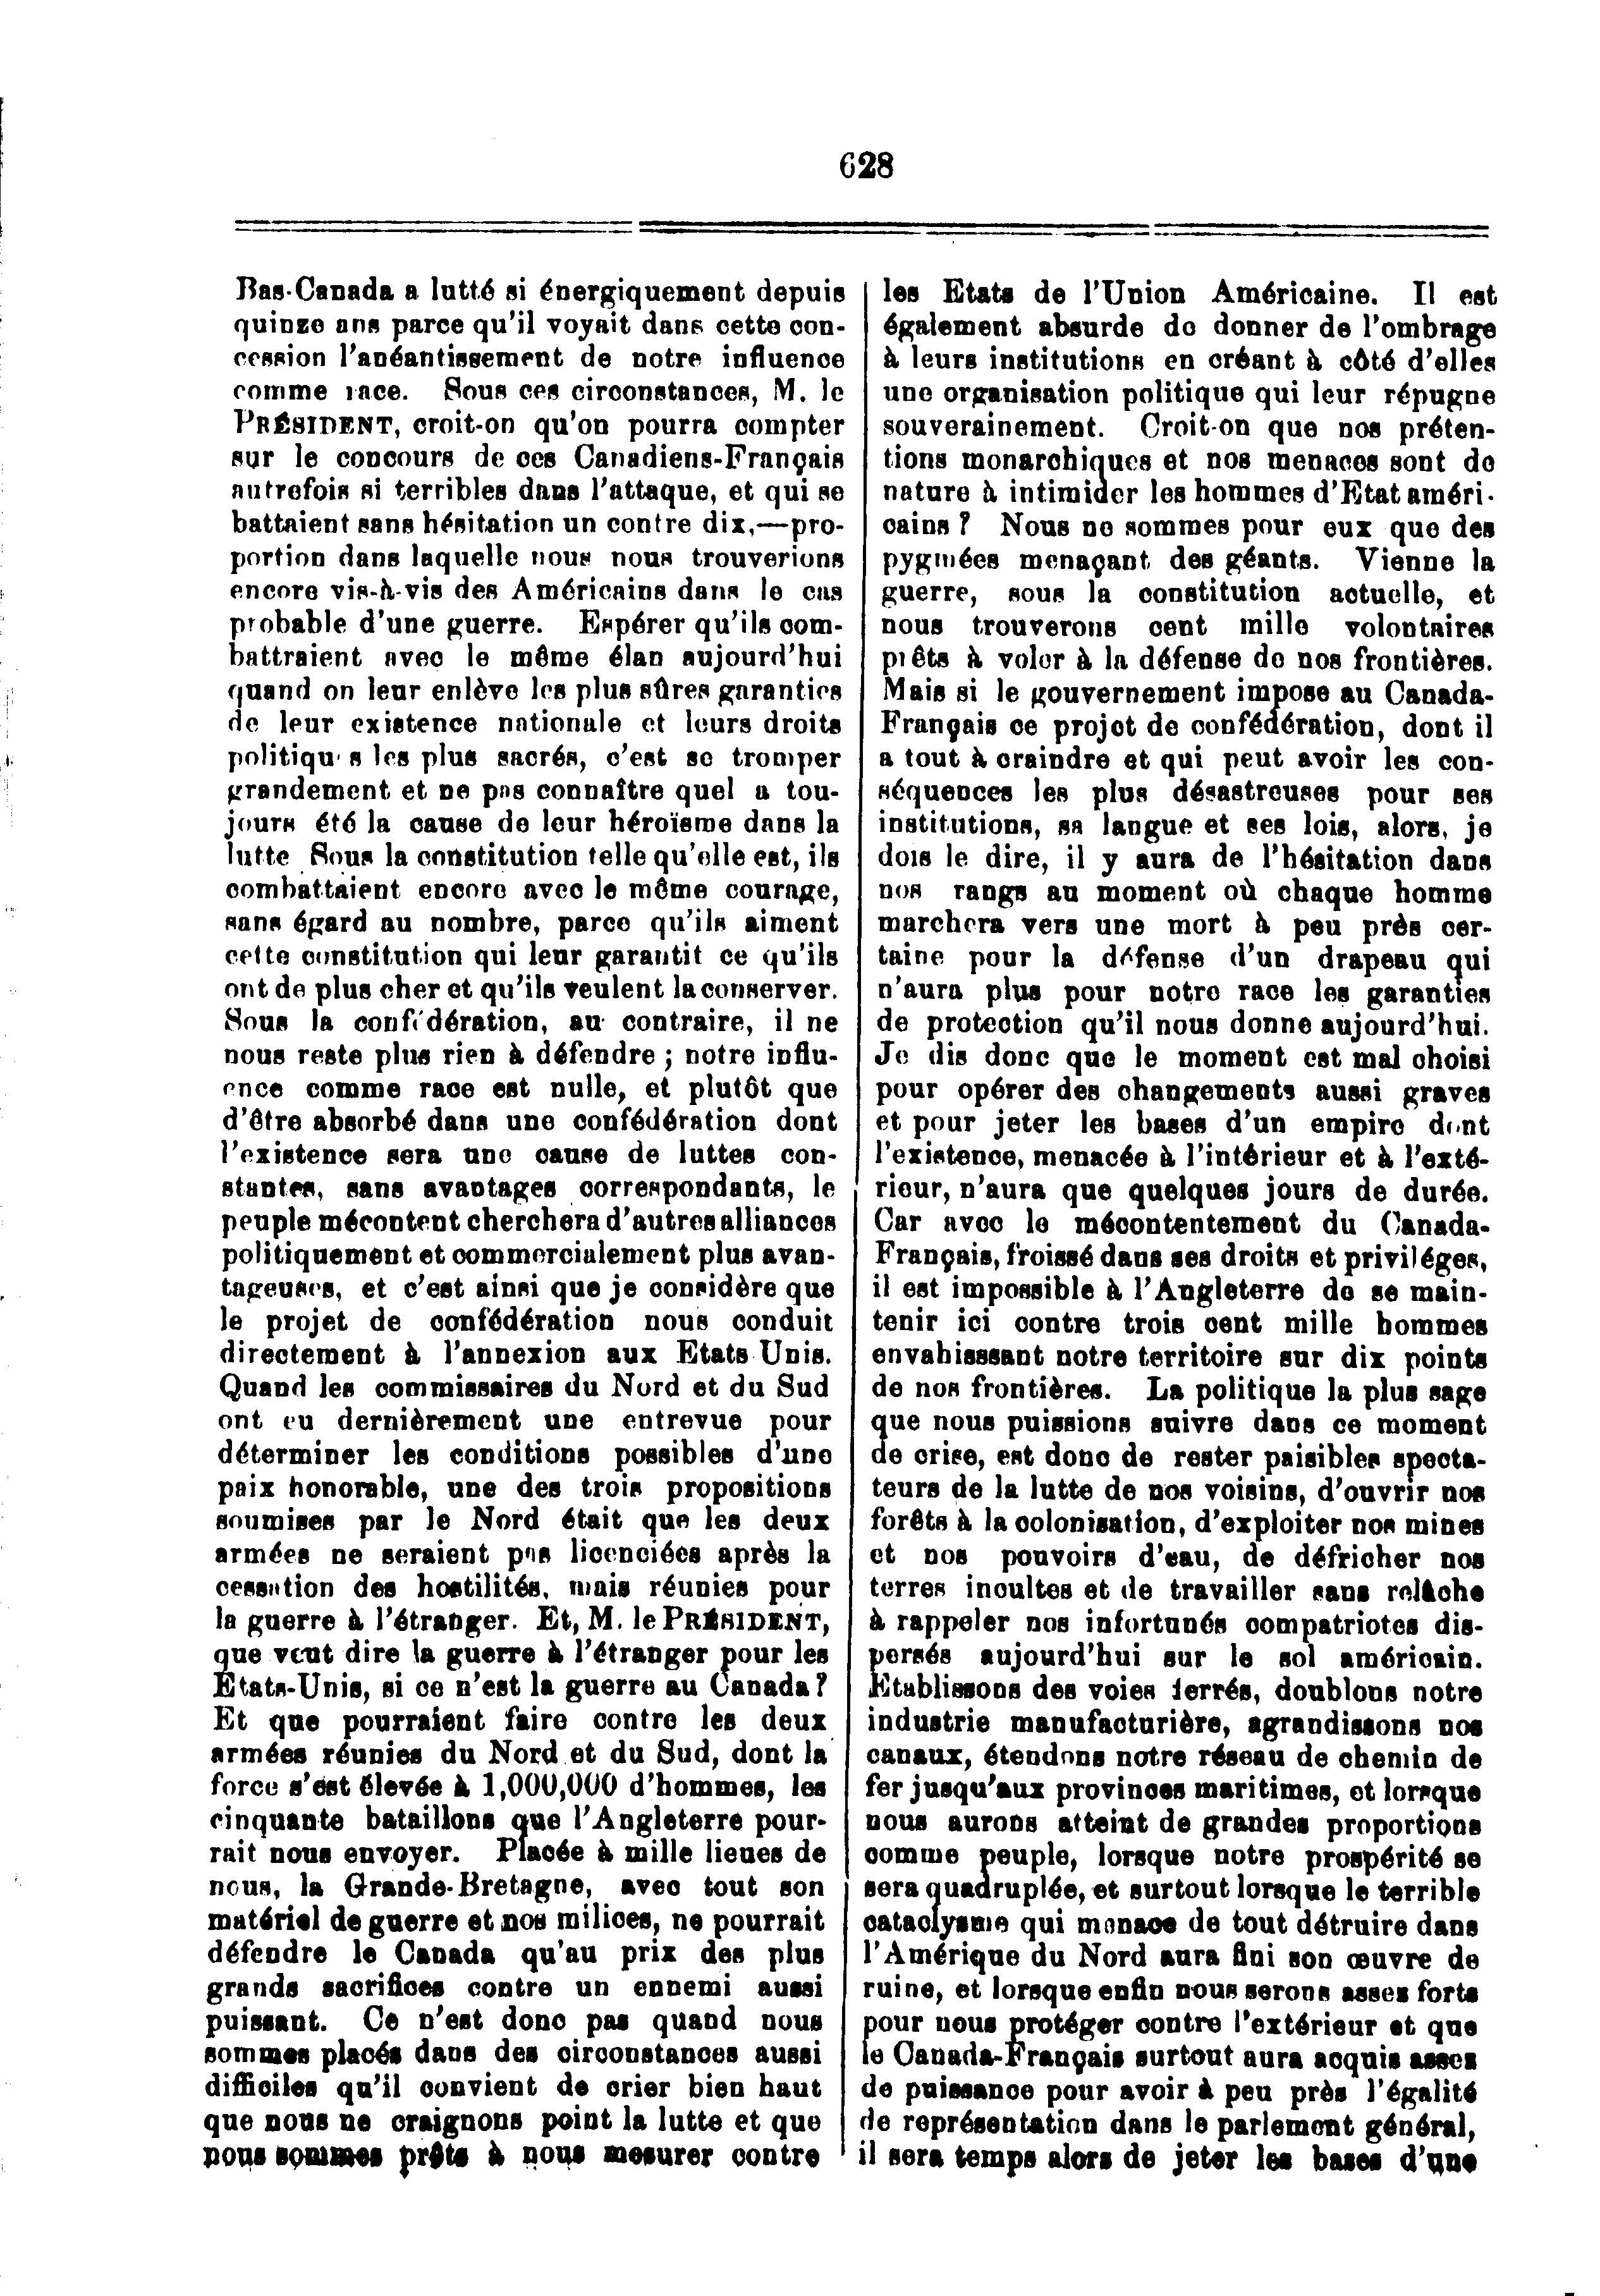 628
Bas-Canada a lutté si énergiquement depuis
quinze ans parce qu'il voyait dans cette con-
cession l'anéantissement de notre influence
comme race. Sous ces circonstances, M. le
PRÉSIDENT, croit-on qu'on pourra compter
sur le concours de ces Canadiens-Français
autrefois si terribles dans l'attaque, et qui se
battaient sans hésitation un contre dix,—pro-
portion dans laquelle nous nous trouverions
encore vis-à-vis des Américains dans le cas
probable d'une guerre. Espérer qu'ils com-
battraient avec le même élan aujourd'hui
quand on leur enlève les plus sûres garanties
de leur existence nationale et leurs droits
politiqu s les plus sacrés, c'est se tromper
grandement et ne pas connaître quel a tou-
jours été la cause de leur héroïsme dans la
lutte Sous la constitution telle qu'elle est, ils
combattaient encore avec le même courage,
sans égard au nombre, parce qu'ils aiment
cette constitution qui leur garantit ce qu'ils
ont de plus cher et qu'ils veulent la conserver.
Sous la confédération, au contraire, il ne
nous reste plus rien à défendre ; notre influ-
ence comme race est nulle, et plutôt que
d'être absorbé dans une confédération dont
l'existence sera une cause de luttes con-
stantes, sans avantages correspondants, le
peuple mécontent cherchera d'autres alliances
politiquement et commercialement plus avan-
tageuses, et c'est ainsi que je considère que
le projet de confédération nous conduit
directement à l'annexion aux Etats Unis.
Quand les commissaires du Nord et du Sud
ont eu dernièrement une entrevue pour
déterminer les conditions possibles d'une
paix honorable, une des trois propositions
soumises par le Nord était que les deux
armées ne seraient pas licenciées après la
cessation des hostilités, mais réunies pour
la guerre à l'étranger. Et, M. le PRÉSIDENT,
que veut dire la guerre à l'étranger pour les
Etats-Unis, si ce n'est la guerre au Canada?
Et que pourraient faire contre les deux
armées réunies du Nord et du Sud, dont la
force s'est élevée à 1,000,000 d'hommes, les
cinquante bataillons que l'Angleterre pour-
rait nous envoyer. Placée à mille lieues de
nous, la Grande-Bretagne, avec tout son
matériel de guerre et nos milices, ne pourrait
défendre le Canada qu'au prix des plus
grands sacrifices contre un ennemi aussi
puissant. Ce n'est donc pas quand nous
sommes placés dans des circonstances aussi
difficiles qu'il convient de crier bien haut
que nous ne craignons point la lutte et que
nous sommes prêts à nous mesurer contre
les Etats de l'Union Américaine. Il est
également absurde de donner de l'ombrage
à leurs institutions en créant à côté d'elles
une organisation politique qui leur répugne
souverainement. Croit-on que nos préten-
tions monarchiques et nos menaces sont de
nature à intimider les hommes d'Etat améri-
cains? Nous ne sommes pour eux que des
pygmées menaçant des géants. Vienne la
guerre, sous la constitution actuelle, et
nous trouverons cent mille volontaires
prêts à voler à la défense de nos frontières.
Mais si le gouvernement impose au Canada-
Français ce projet de confédération, dont il
a tout à craindre et qui peut avoir les con-
séquences les plus désastreuses pour ses
institutions, sa langue et ses lois, alors, je
dois le dire, il y aura de l'hésitation dans
nos rangs au moment où chaque homme
marchera vers une mort à peu près cer-
taine pour la défense d'un drapeau qui
n'aura plus pour notre race les garanties
de protection qu'il nous donne aujourd'hui.
Je dis donc que le moment est mal choisi
pour opérer des changements aussi graves
et pour jeter les bases d'un empire dont
l'existence, menacée à l'intérieur et à l'exté-
rieur, n'aura que quelques jours de durée.
Car avec le mécontentement du Canada-
Français, froissé dans ses droits et priviléges,
il est impossible à l'Angleterre de se main-
tenir ici contre trois cent mille hommes
envahisssant notre territoire sur dix points
de nos frontières. La politique la plus sage
que nous puissions suivre dans ce moment
de crise, est donc de rester paisibles specta-
teurs de la lutte de nos voisins, d'ouvrir nos
forêts à la colonisation, d'exploiter nos mines
et nos pouvoirs d'eau, de défricher nos
terres incultes et de travailler sans relâche
à rappeler nos infortunés compatriotes dis-
persés aujourd'hui sur le sol américain.
Etablissons des voies ferrés, doublons notre
industrie manufacturière, agrandissons nos
canaux, étendons notre réseau de chemin de
fer jusqu'aux provinces maritimes, et lorsque
nous aurons atteint de grandes proportions
comme peuple, lorsque notre prospérité se
sera quadruplée, et surtout lorsque le terrible
cataclysme qui menace de tout détruire dans
l'Amérique du Nord aura fini son œuvre de
ruine, et lorsque enfin nous serons assez forts
pour nous protéger contre l'extérieur et que
le Canada-Français surtout aura acquis assez
de puissance pour avoir à peu près l'égalité
de représentation dans le parlement général,
il sera temps alors de jeter les bases d'une